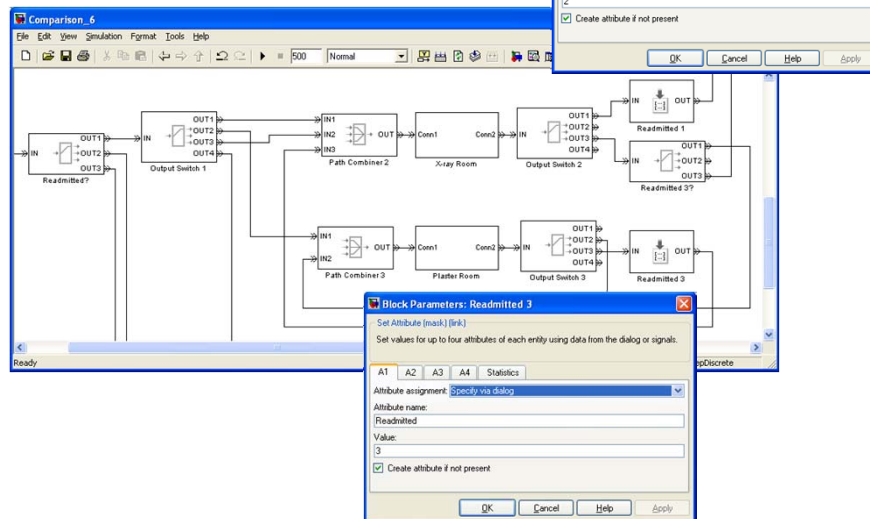 Comparison_6
File Edit View Simulation Format Tools Help
500 Normal
2
Create attribute if not present
OK Cancel Help Apply
IN OUT1 OUT2 OUT3
Readmitted?
IN OUT1 OUT2 OUT3 OUT4
Output Switch 1
IN1 IN2 IN3 OUT
Path Combiner 2
Conn1 Conn2
X-ray Room
IN OUT1 OUT2 OUT3 OUT4
Output Switch 2
IN OUT
Readmitted 1
IN OUT1 OUT2 OUT3
Readmitted 3?
IN1 IN2 OUT
Path Combiner 3
Conn1 Conn2
Plaster Room
IN OUT1 OUT2 OUT3 OUT4
Output Switch 3
IN OUT
Readmitted 3
Ready
Block Parameters: Readmitted 3
Set Attribute (mask) (link)
Set values for up to four attributes of each entity using data from the dialog or signals.
A1 A2 A3 A4 Statistics
Attribute assignment: Specify via dialog
Attribute name:
Readmitted
Value:
3
Create attribute if not present
OK Cancel Help Apply